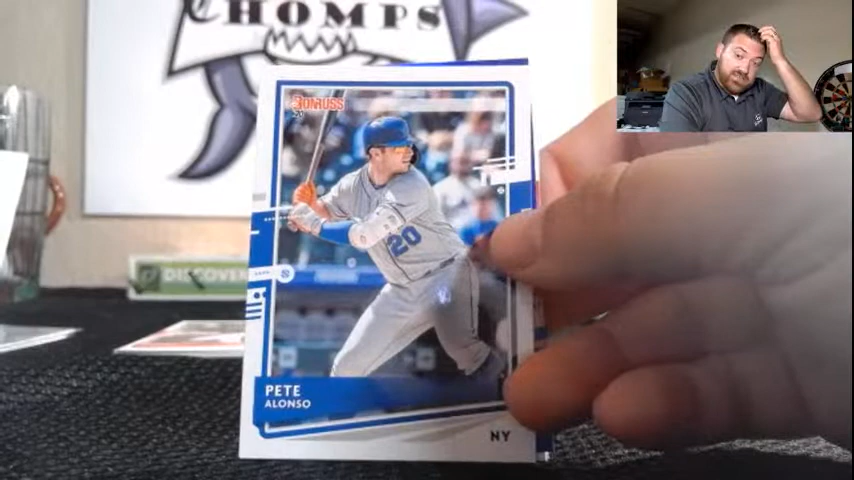 CHOMPS
DONRUSS
20
DISCOVER
PETE
ALONSO
NY